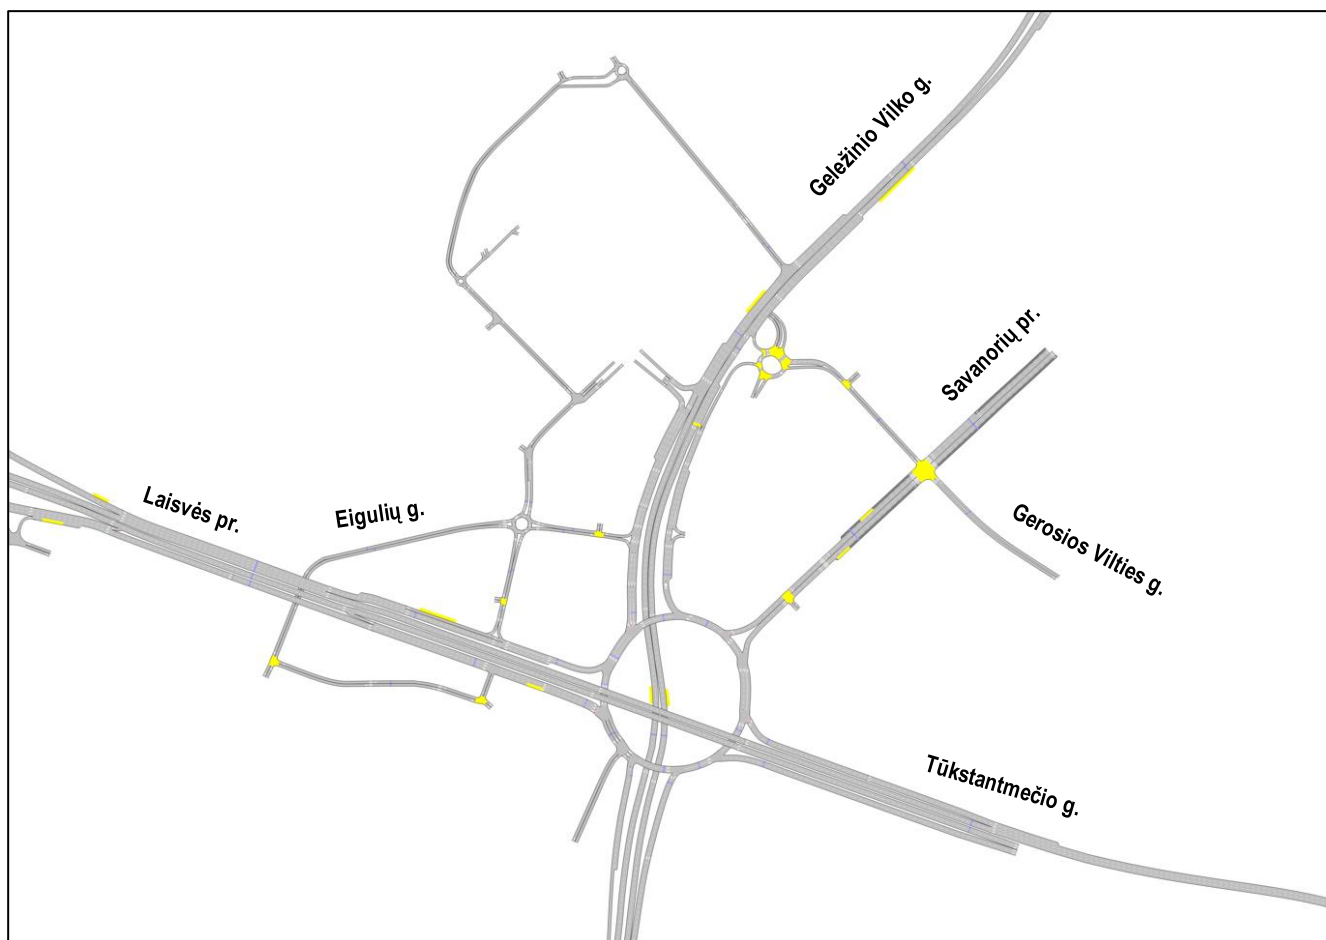 Geležinio Vilko g.
Savanorių pr.
Laisvės pr.
Eigulių g.
Gerosios Vilties g.
Tūkstantmečio g.